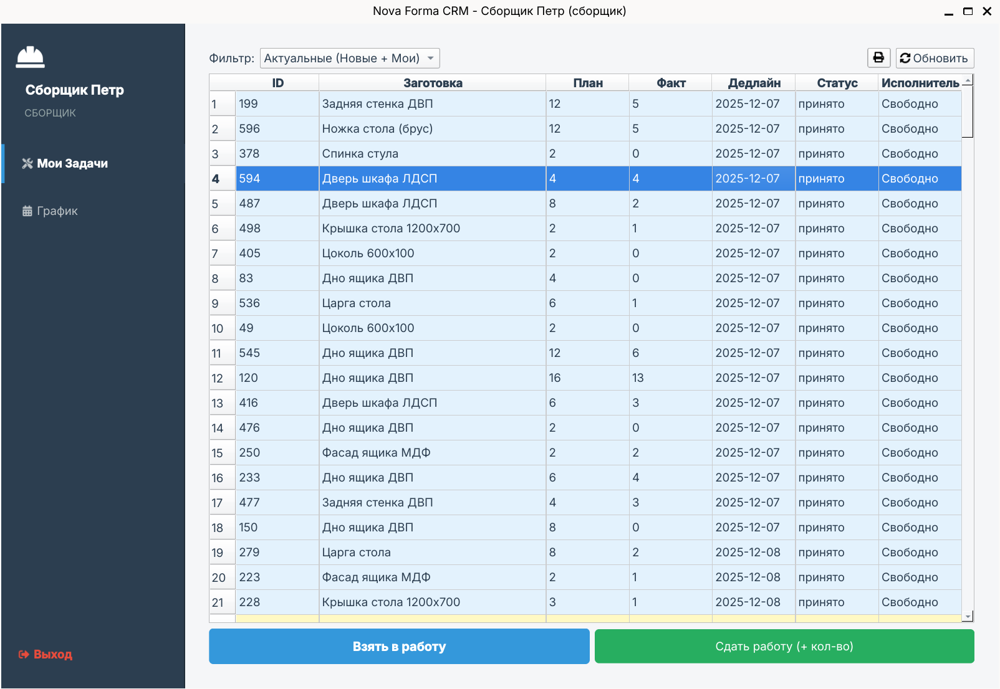 Nova Forma CRM - Сборщик Петр (сборщик)
Сборщик Петр
СБОРЩИК
Мои Задачи
График
Выход
Фильтр: Актуальные (Новые + Мои) Обновить
ID Заготовка План Факт Дедлайн Статус Исполнитель
1 199 Задняя стенка ДВП 12 5 2025-12-07 принято Свободно
2 596 Ножка стола (брус) 12 5 2025-12-07 принято Свободно
3 378 Спинка стула 2 0 2025-12-07 принято Свободно
4 594 Дверь шкафа ЛДСП 4 4 2025-12-07 принято Свободно
5 487 Дверь шкафа ЛДСП 8 2 2025-12-07 принято Свободно
6 498 Крышка стола 1200x700 2 1 2025-12-07 принято Свободно
7 405 Цоколь 600x100 2 0 2025-12-07 принято Свободно
8 83 Дно ящика ДВП 4 0 2025-12-07 принято Свободно
9 536 Царга стола 6 1 2025-12-07 принято Свободно
10 49 Цоколь 600x100 2 0 2025-12-07 принято Свободно
11 545 Дно ящика ДВП 12 6 2025-12-07 принято Свободно
12 120 Дно ящика ДВП 16 13 2025-12-07 принято Свободно
13 416 Дверь шкафа ЛДСП 6 3 2025-12-07 принято Свободно
14 476 Дно ящика ДВП 2 0 2025-12-07 принято Свободно
15 250 Фасад ящика МДФ 2 2 2025-12-07 принято Свободно
16 233 Дно ящика ДВП 6 4 2025-12-07 принято Свободно
17 477 Задняя стенка ДВП 4 3 2025-12-07 принято Свободно
18 150 Дно ящика ДВП 8 0 2025-12-07 принято Свободно
19 279 Царга стола 8 2 2025-12-08 принято Свободно
20 223 Фасад ящика МДФ 2 1 2025-12-08 принято Свободно
21 228 Крышка стола 1200x700 3 1 2025-12-08 принято Свободно
Взять в работу Сдать работу (+ кол-во)